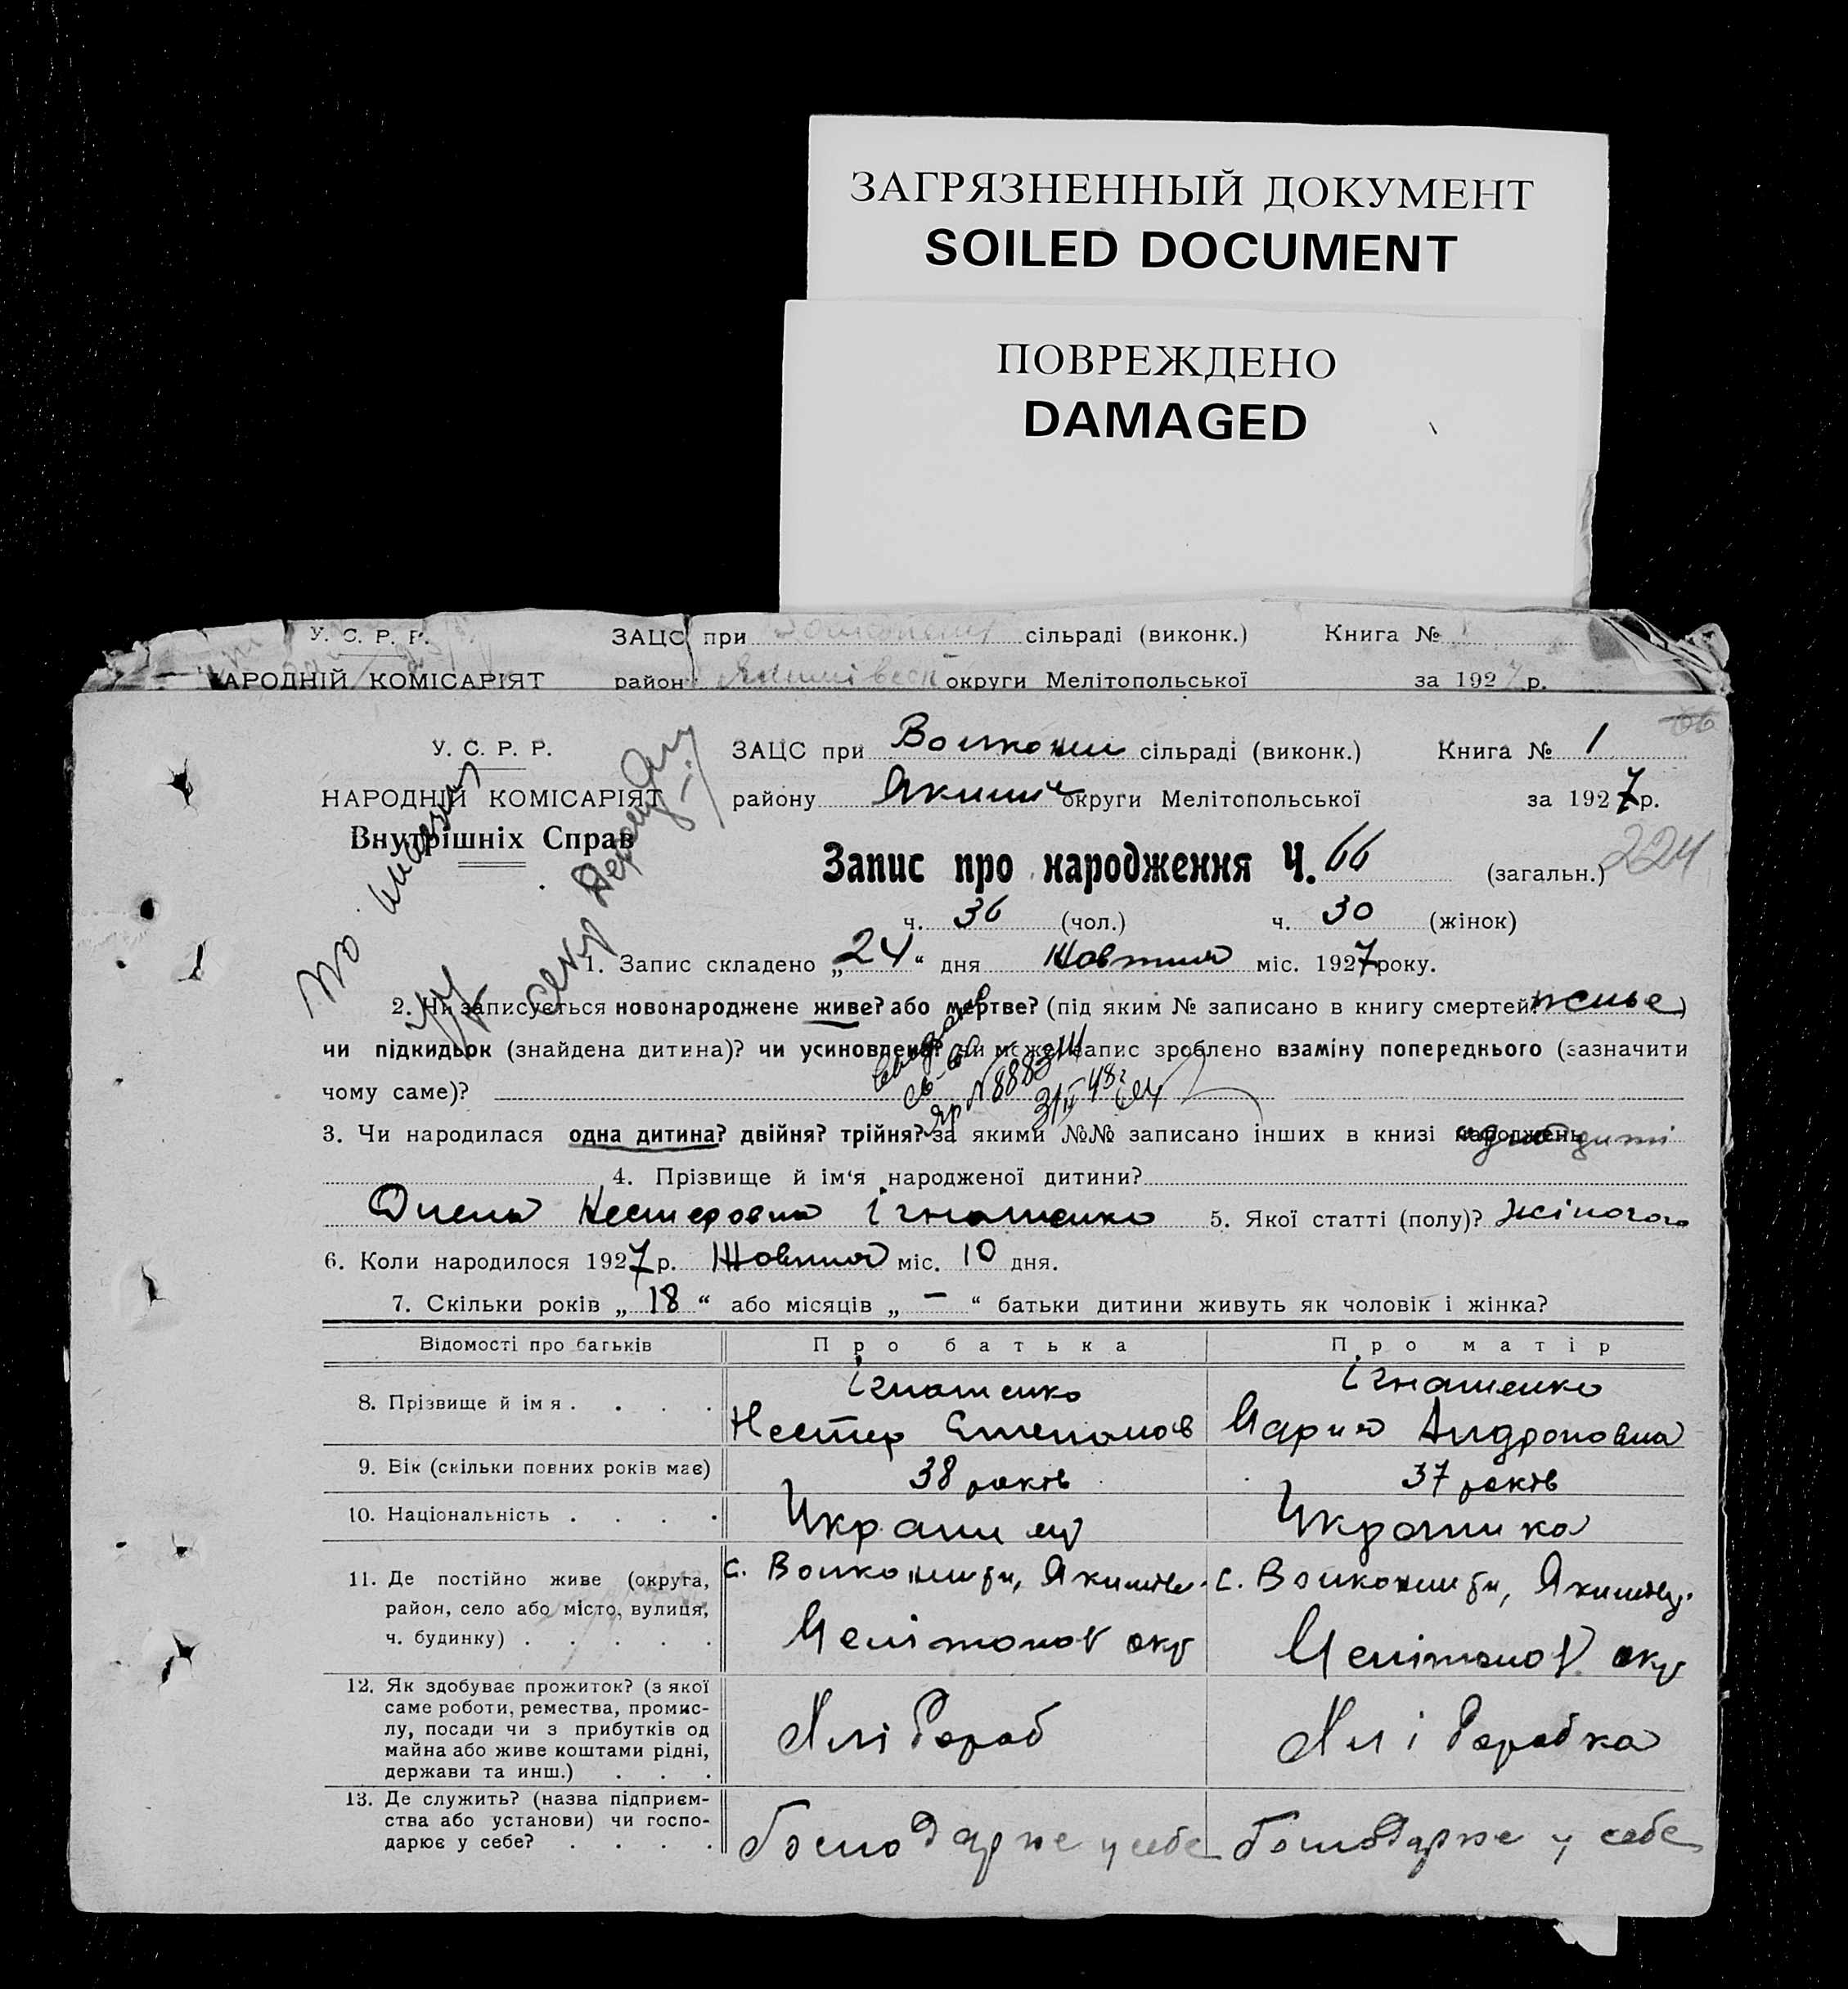 ЗАГРЯЗНЕННЫЙ ДОКУМЕНТ
SOILED DOCUMENT
ПОВРЕЖДЕНО
DAMAGED
У. С. Р. Р. ЗАЦС при сільраді (виконк.) Книга №
АРОДНІЙ КОМІСАРІЯТ район округи Мелітопольської за 1927 р.
66
У. С. Р. Р. ЗАЦС при сільраді (виконк.) Книга № 1
НАРОДНІЙ КОМІСАРІЯТ району Якимів округи Мелітопольської за 1927 р.
Внутрішніх Справ
Запис про народження Ч. 66 (загальн.) 224
ч. 36 (чол.) ч. 30 (жінок)
1. Запис складено „24“ дня Жовтня міс. 1927 року.
2. Чи записується новонароджене живе? або мертве? (під яким № записано в книгу смертей? живе)
чи підкидьок (знайдена дитина)? чи усиновлено? чи може запис зроблено взаміну попереднього (зазначити
чому саме)?
№ 8883
3. Чи народилася одна дитина? двійня? трійня? за якими №№ записано інших в книзі народжень
4. Прізвище й ім‘я народженої дитини?
Олена Нестеровна Ігнатенко 5. Якої статті (полу)? жіночого
6. Коли народилося 1927 р. Жовтня міс. 10 дня.
7. Скільки років „18“ або місяців „—“ батьки дитини живуть як чоловік і жінка?
Відомості про батьків Про батька Про матір
8. Прізвище й імя . . . . Ігнатенко Ігнатенко
Нестер Степанов Мария Андроновна
9. Вік (скільки повних років має) 38 років 37 років
10. Національність . . . . Украинец Украинка
11. Де постійно живе (округа,
район, село або місто, вулиця,
ч. будинку) . . . . . Мелітопол окр Мелітопол окр
12. Як здобуває прожиток? (з якої
саме роботи, ремества, промис-
лу, посади чи з прибутків од
майна або живе коштами рідні,
держави та инш.) . . . Хлібороб Хліборобка
13. Де служить? (назва підприєм-
ства або установи) чи госпо-
дарює у себе? . . . . Господарює у себе Господарює у себе